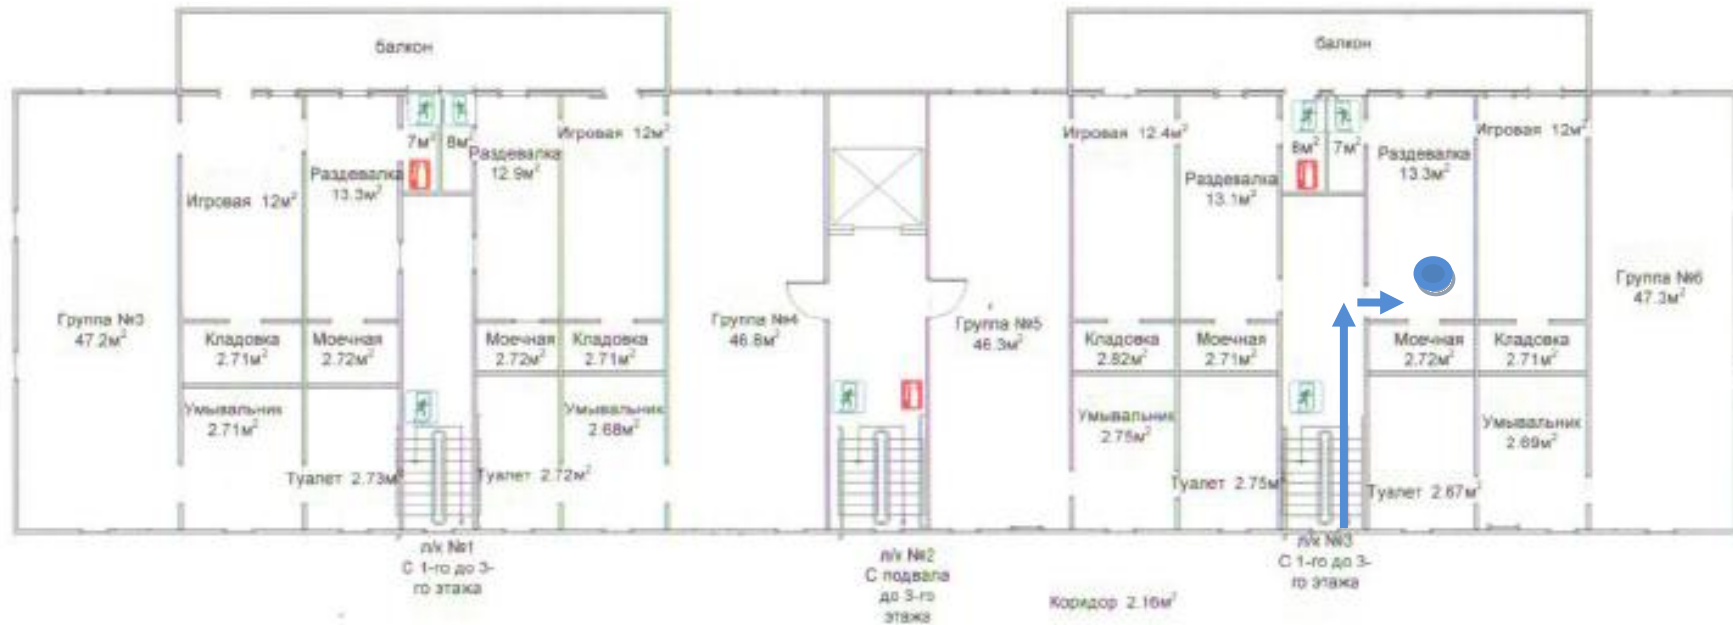 балкон
балкон
7м²
8м²
Игровая 12м²
Раздевалка
12.9м²
Раздевалка
13.3м²
Игровая 12м²
Игровая 12.4м²
8м²
7м²
Раздевалка
13.3м²
Игровая 12м²
Раздевалка
13.1м²
Группа №3
47.2м²
Группа №4
46.8м²
Группа №5
46.3м²
Группа №6
47.3м²
Кладовка
2.71м²
Моечная
2.72м²
Моечная
2.72м²
Кладовка
2.71м²
Кладовка
2.82м²
Моечная
2.71м²
Моечная
2.72м²
Кладовка
2.71м²
Умывальник
2.71м²
Умывальник
2.68м²
Умывальник
2.75м²
Умывальник
2.69м²
Туалет 2.73м²
Туалет 2.72м²
Туалет 2.75м²
Туалет 2.67м²
л/к №1
С 1-го до 3-
го этажа
л/к №2
С подвала
до 3-го
этажа
л/к №3
С 1-го до 3-
го этажа
Коридор 2.16м²